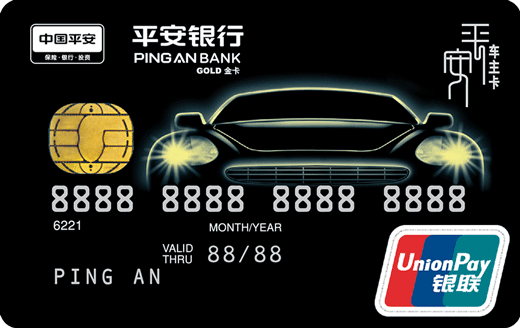 中国平安
保险·银行·投资
平安银行
PING AN BANK
GOLD 金卡
平安
车主卡
8888 8888 8888 8888
6221
MONTH/YEAR
VALID THRU 88/88
PING AN
UnionPay
银联